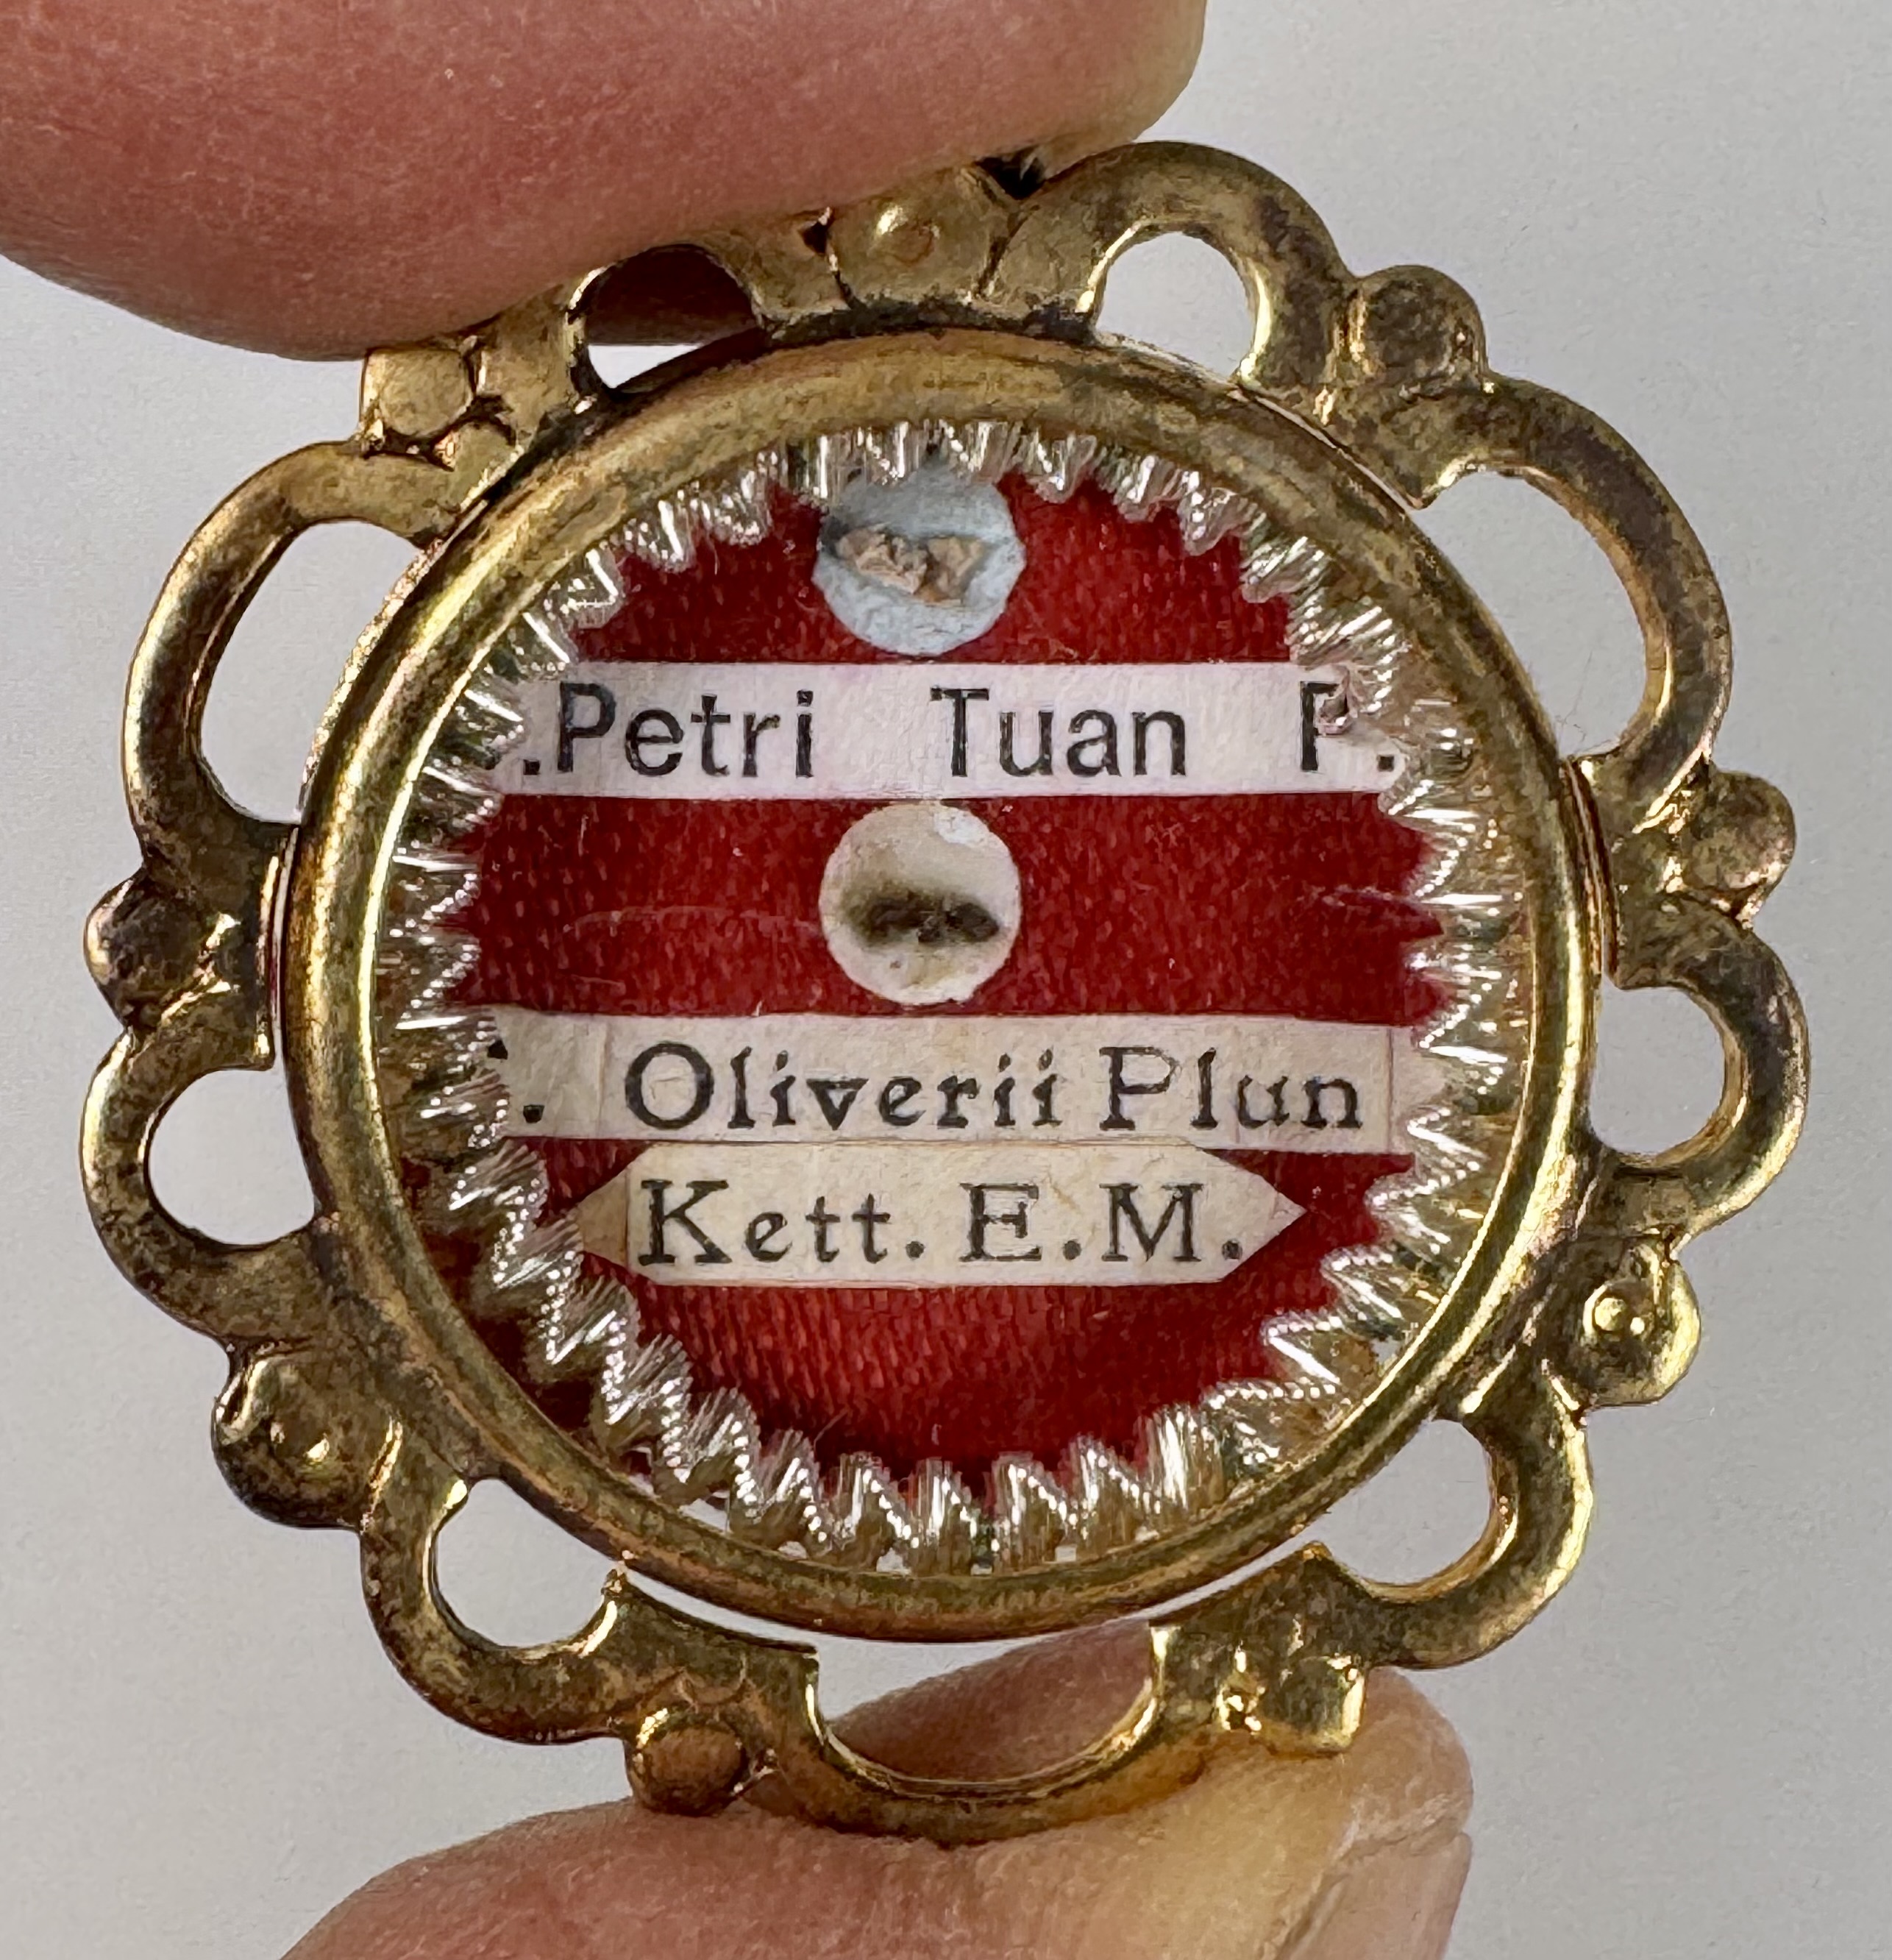 .Petri Tuan P.
. Oliverii Plun
Kett. E.M.